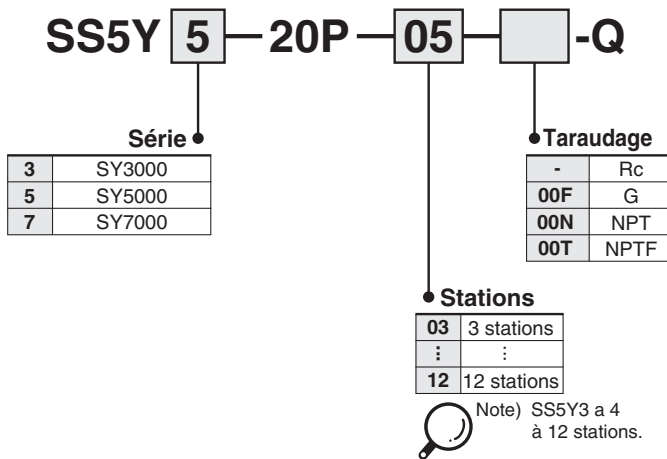 SS5Y 5 — 20P — 05 — -Q
Série
3 SY3000
5 SY5000
7 SY7000
Taraudage
- Rc
00F G
00N NPT
00T NPTF
Stations
03 3 stations
⋮ ⋮
12 12 stations
Note) SS5Y3 a 4
à 12 stations.